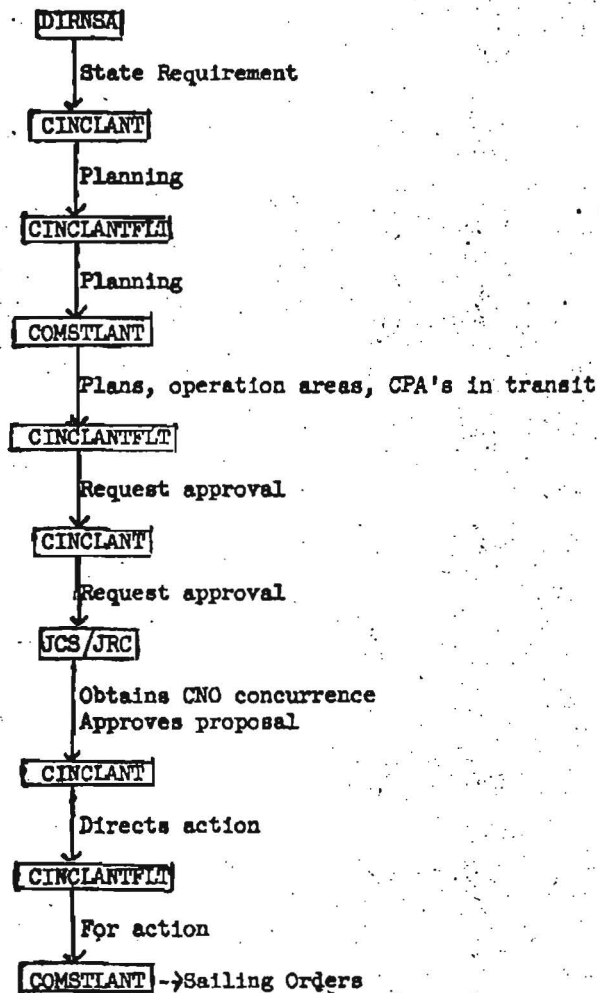 DIRNSA
State Requirement
CINCLANT
Planning
CINCLANTFLT
Planning
COMSTLANT
Plans, operation areas, CPA's in transit
CINCLANTFLT
Request approval
CINCLANT
Request approval
JCS/JRC
Obtains CNO concurrence
Approves proposal
CINCLANT
Directs action
CINCLANTFLT
For action
COMSTLANT -→Sailing Orders